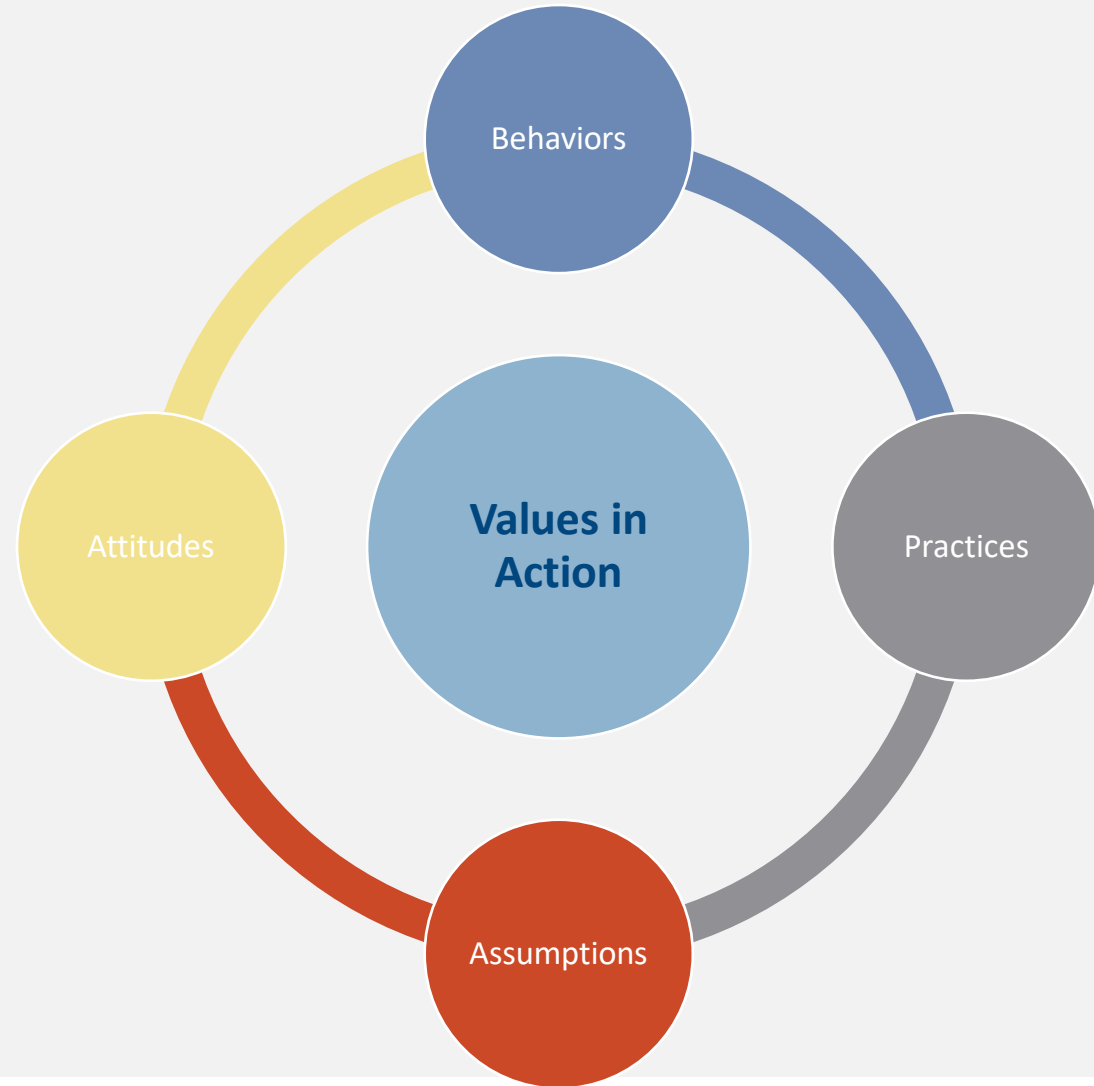 Behaviors
Attitudes
Values in
Action
Practices
Assumptions